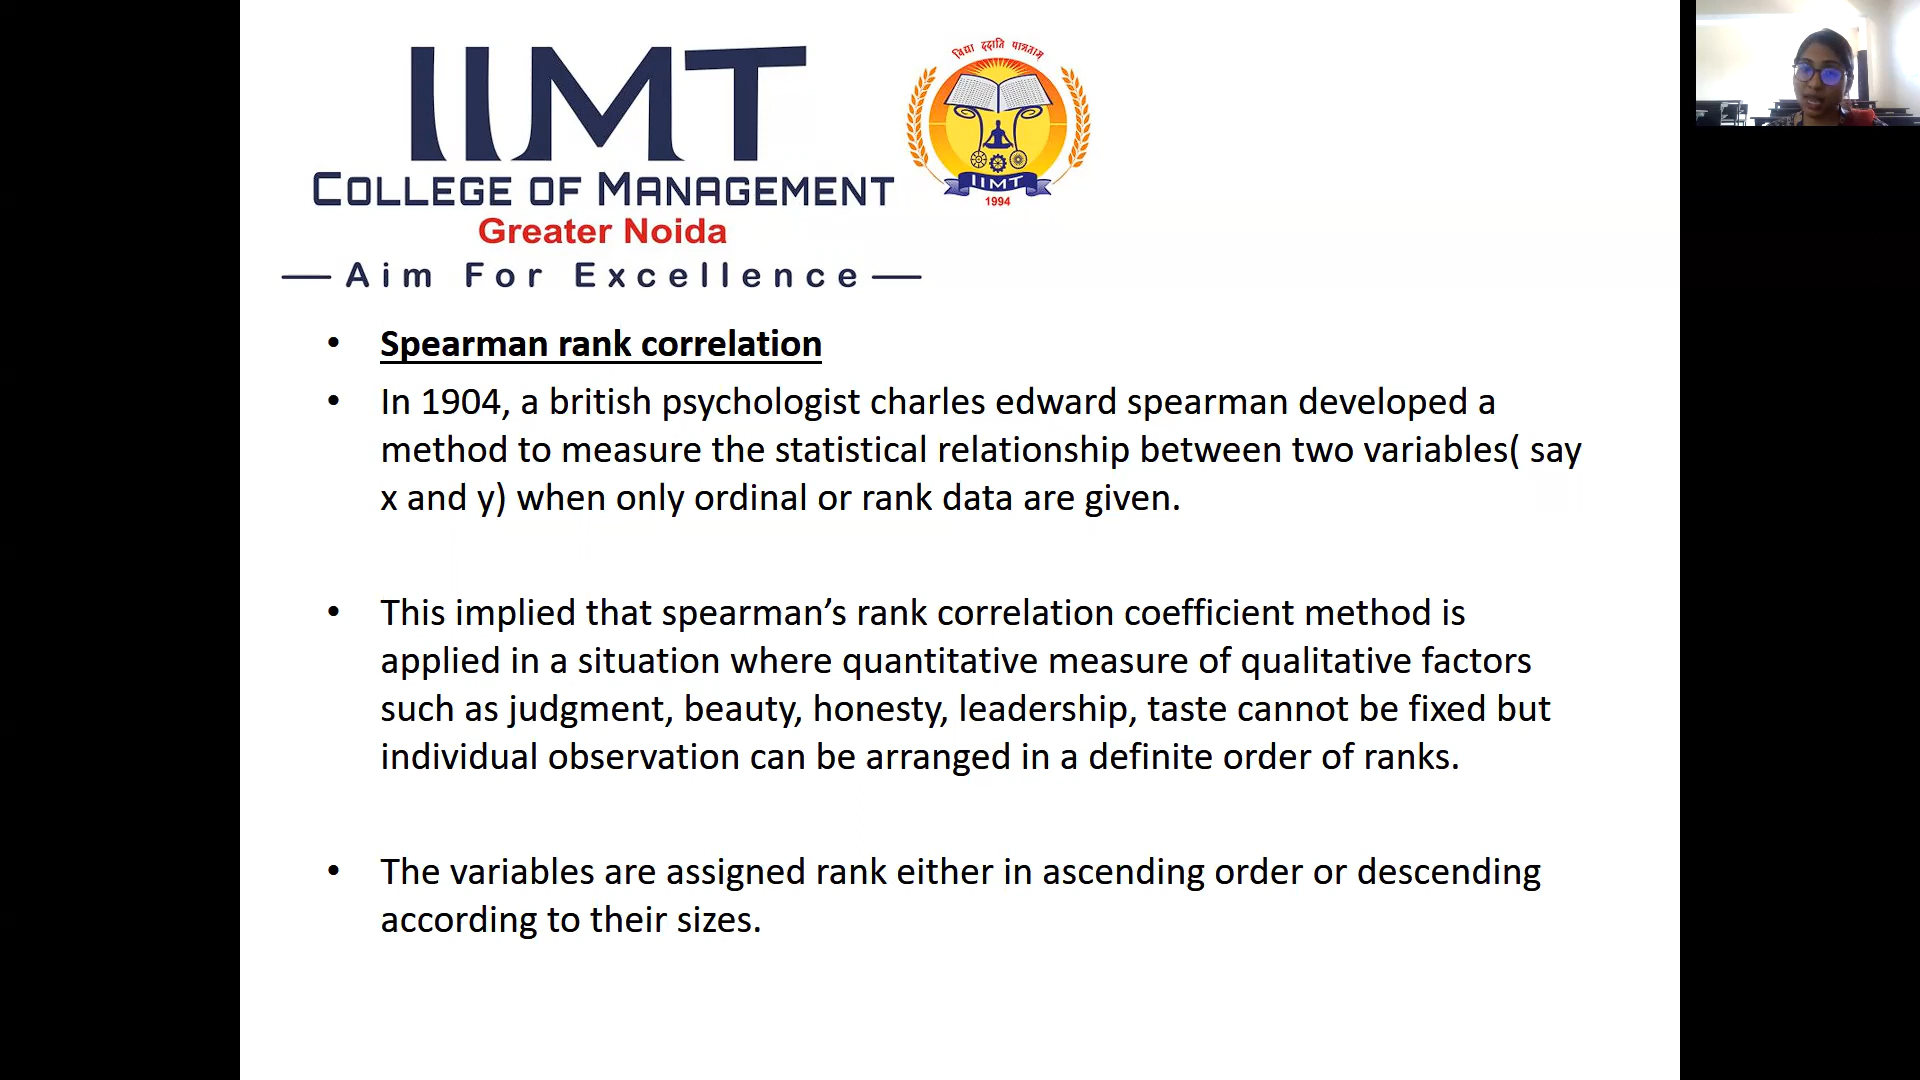 IIMT
COLLEGE OF MANAGEMENT
Greater Noida
Aim For Excellence
विद्या ददाति पात्रताम्
IIMT
1994
• Spearman rank correlation
• In 1904, a british psychologist charles edward spearman developed a
method to measure the statistical relationship between two variables( say
x and y) when only ordinal or rank data are given.
• This implied that spearman’s rank correlation coefficient method is
applied in a situation where quantitative measure of qualitative factors
such as judgment, beauty, honesty, leadership, taste cannot be fixed but
individual observation can be arranged in a definite order of ranks.
• The variables are assigned rank either in ascending order or descending
according to their sizes.